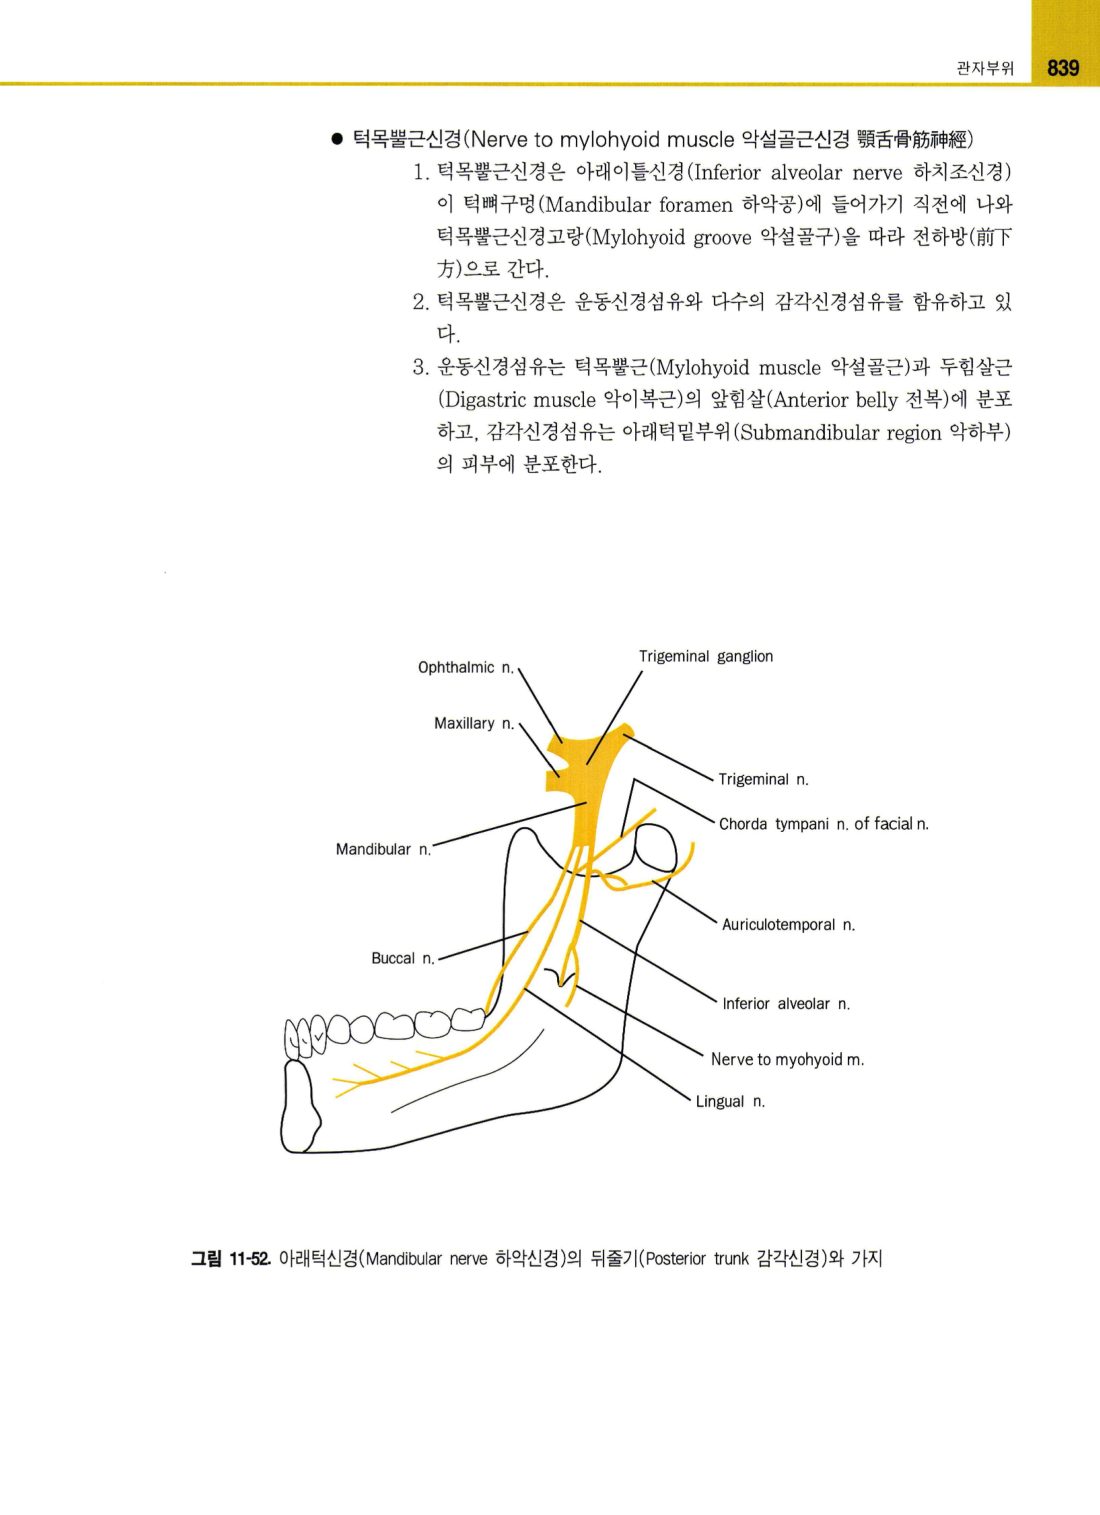 관자부위 839
● 턱목뿔근신경(Nerve to mylohyoid muscle 악설골근신경 顎舌骨筋神經)
1. 턱목뿔근신경은 아래이틀신경(Inferior alveolar nerve 하치조신경)
이 턱뼈구멍(Mandibular foramen 하악공)에 들어가기 직전에 나와
턱목뿔근신경고랑(Mylohyoid groove 악설골구)을 따라 전하방(前下
方)으로 간다.
2. 턱목뿔근신경은 운동신경섬유와 다수의 감각신경섬유를 함유하고 있
다.
3. 운동신경섬유는 턱목뿔근(Mylohyoid muscle 악설골근)과 두힘살근
(Digastric muscle 악이복근)의 앞힘살(Anterior belly 전복)에 분포
하고, 감각신경섬유는 아래턱밑부위(Submandibular region 악하부)
의 피부에 분포한다.
Trigeminal ganglion
Ophthalmic n.
Maxillary n.
Trigeminal n.
Chorda tympani n. of facial n.
Mandibular n.
Auriculotemporal n.
Buccal n.
Inferior alveolar n.
Nerve to myohyoid m.
Lingual n.
그림 11-52. 아래턱신경(Mandibular nerve 하악신경)의 뒤줄기(Posterior trunk 감각신경)와 가지